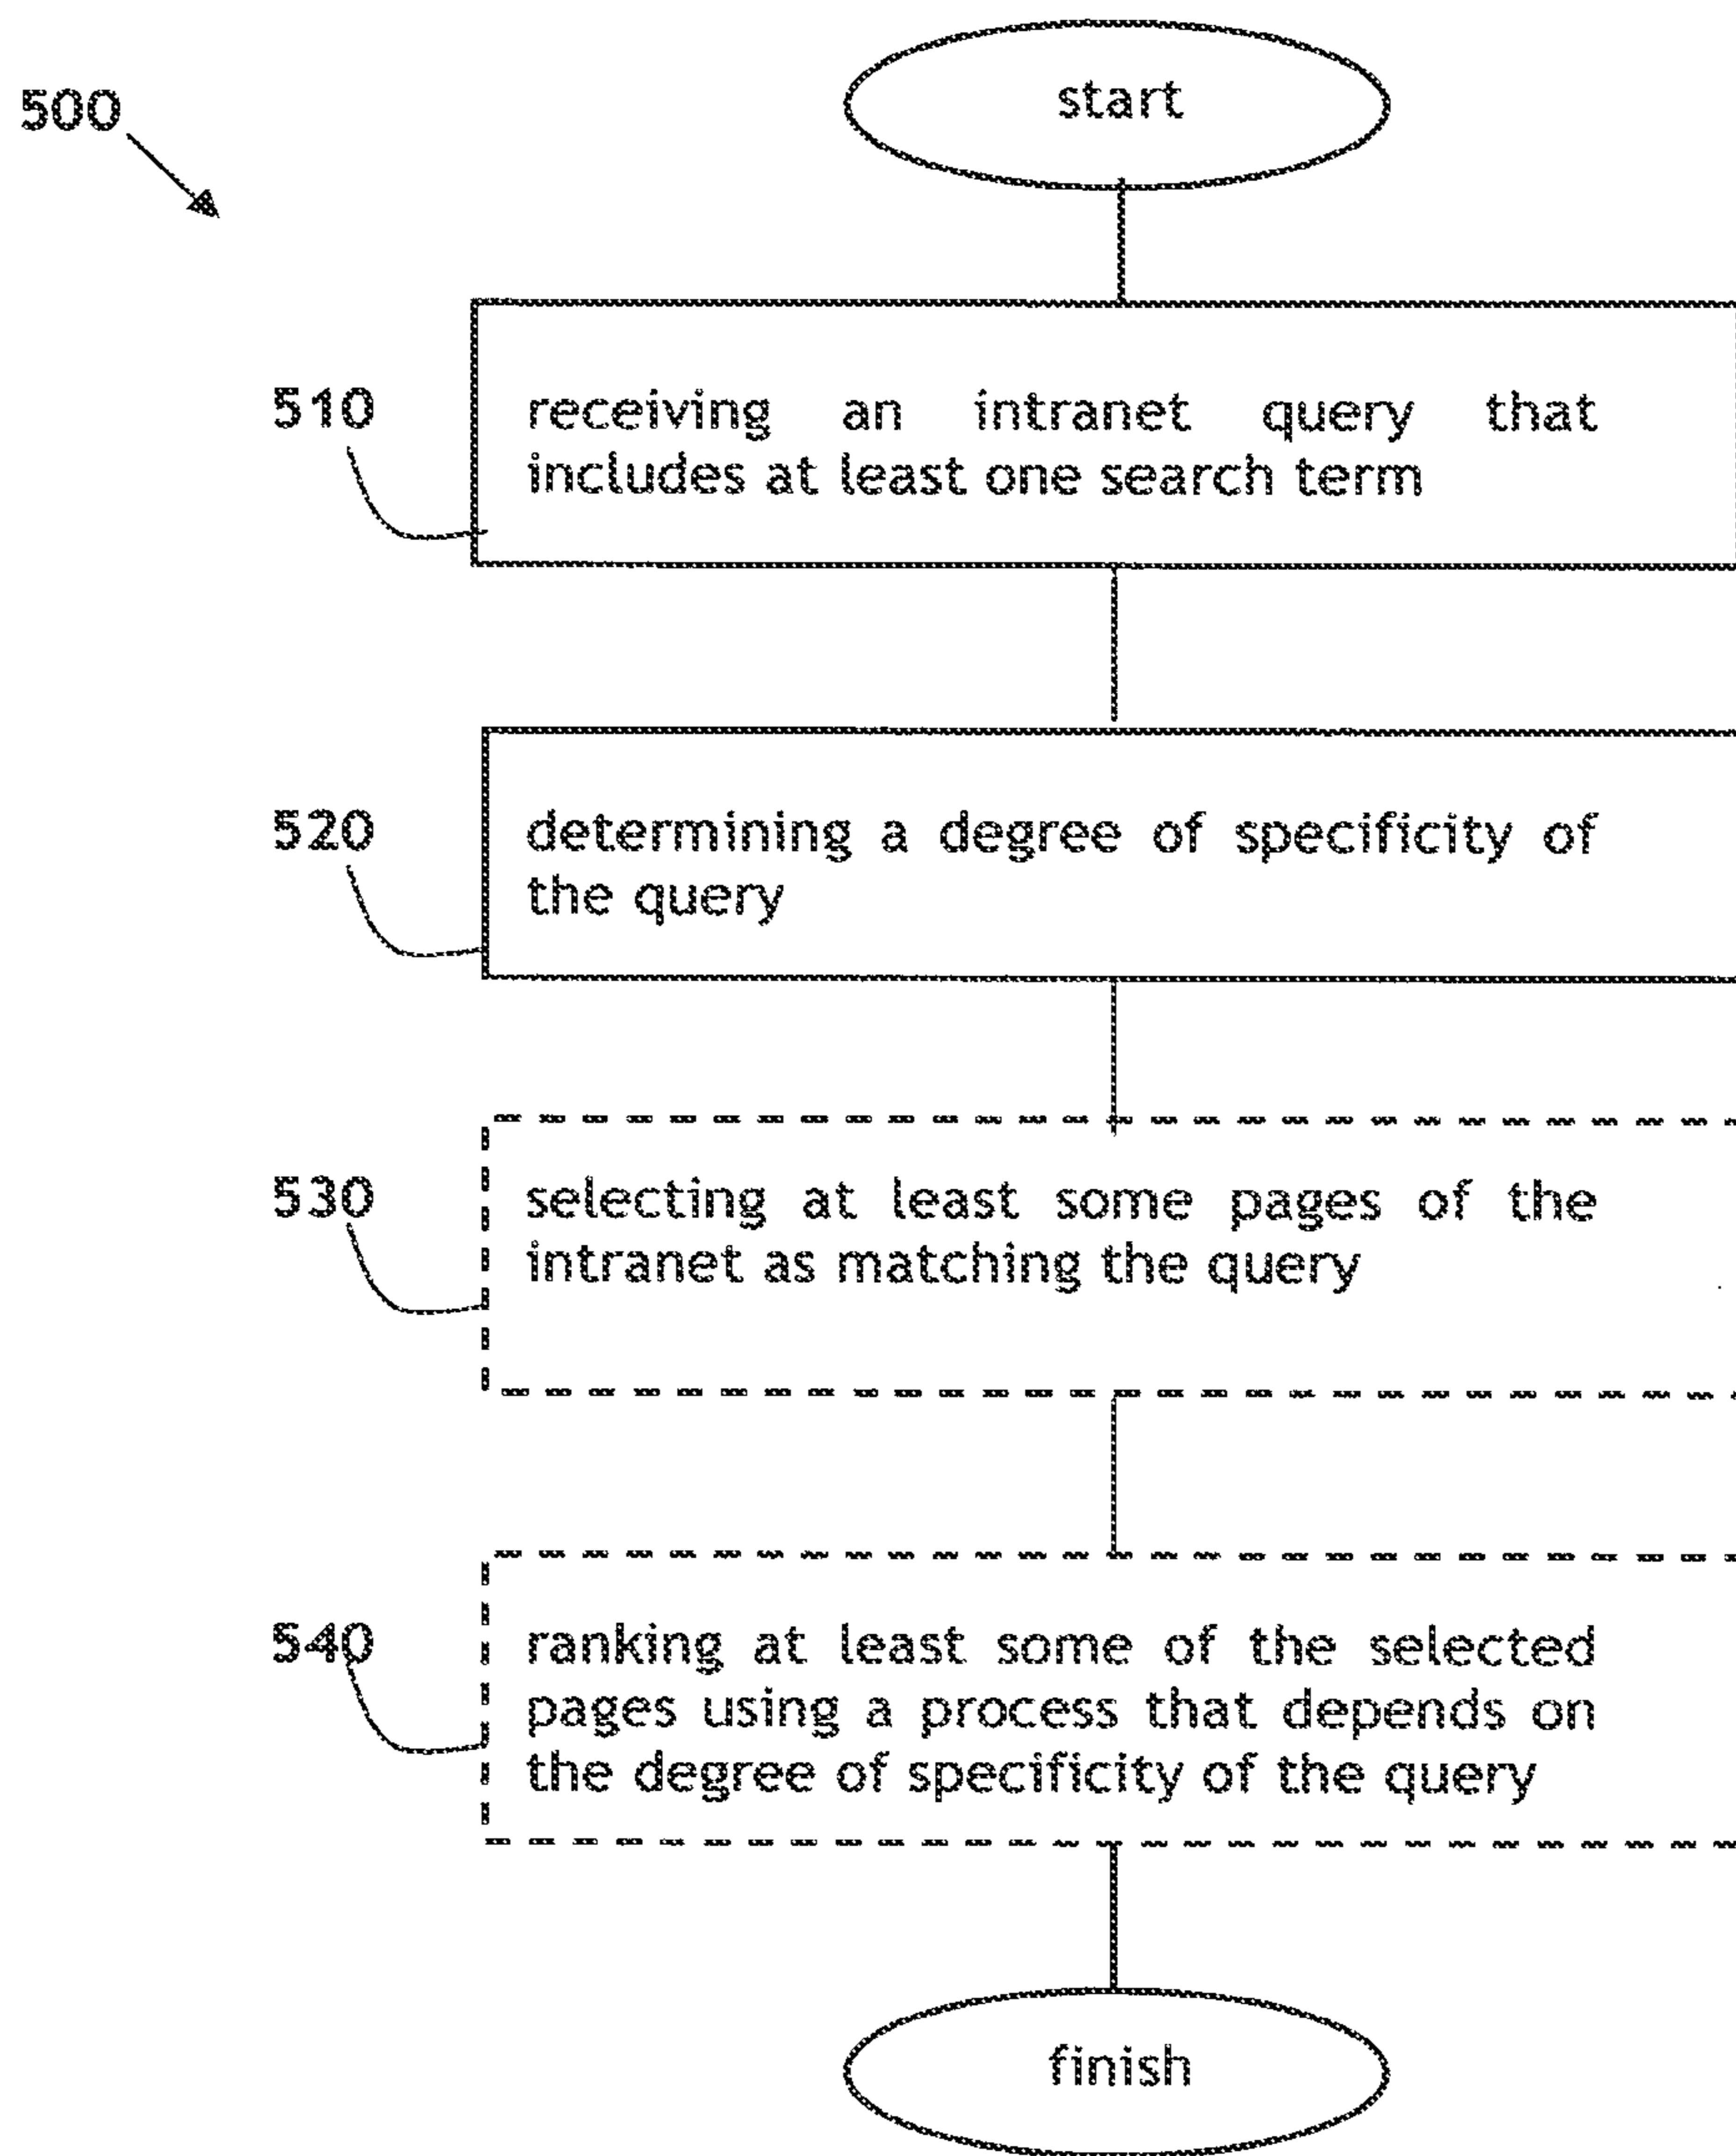 500
start
510
receiving an intranet query that
includes at least one search term
520
determining a degree of specificity of
the query
530
selecting at least some pages of the
intranet as matching the query
540
ranking at least some of the selected
pages using a process that depends on
the degree of specificity of the query
finish